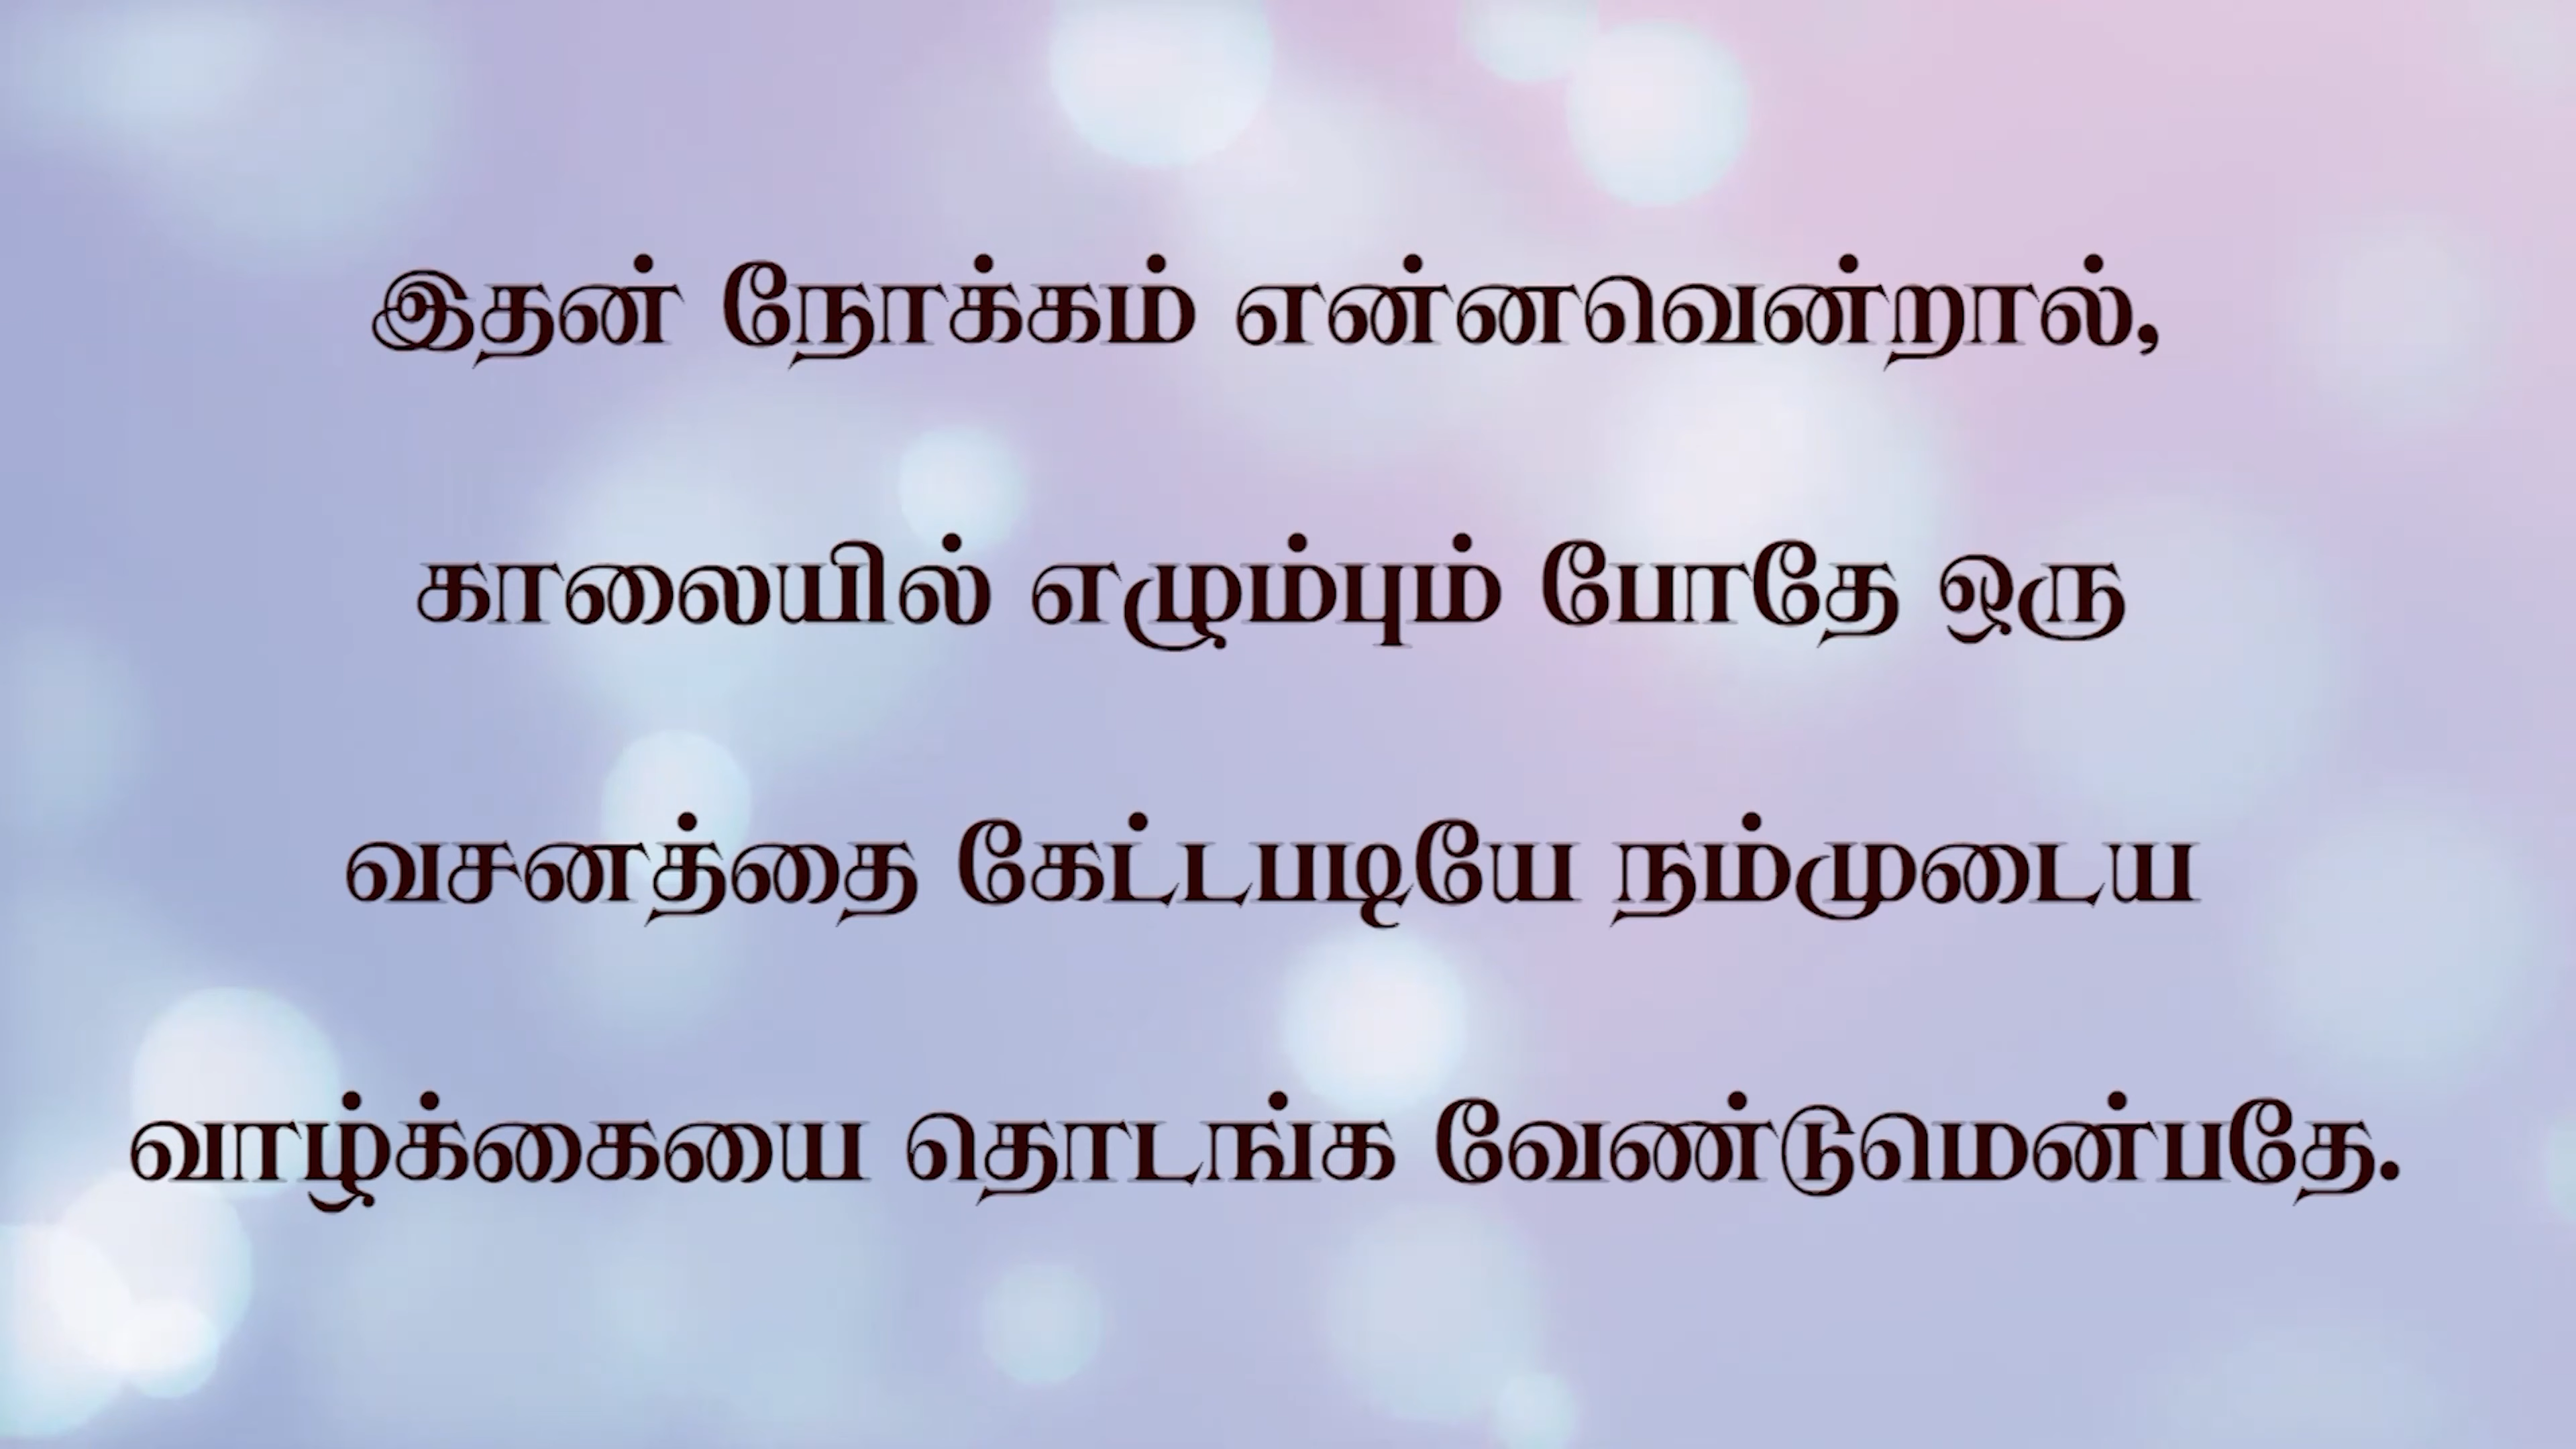 இதன் நோக்கம் என்னவென்றால்,
காலையில் எழும்பும் போதே ஒரு
வசனத்தை கேட்டபடியே நம்முடைய
வாழ்க்கையை தொடங்க வேண்டுமென்பதே.